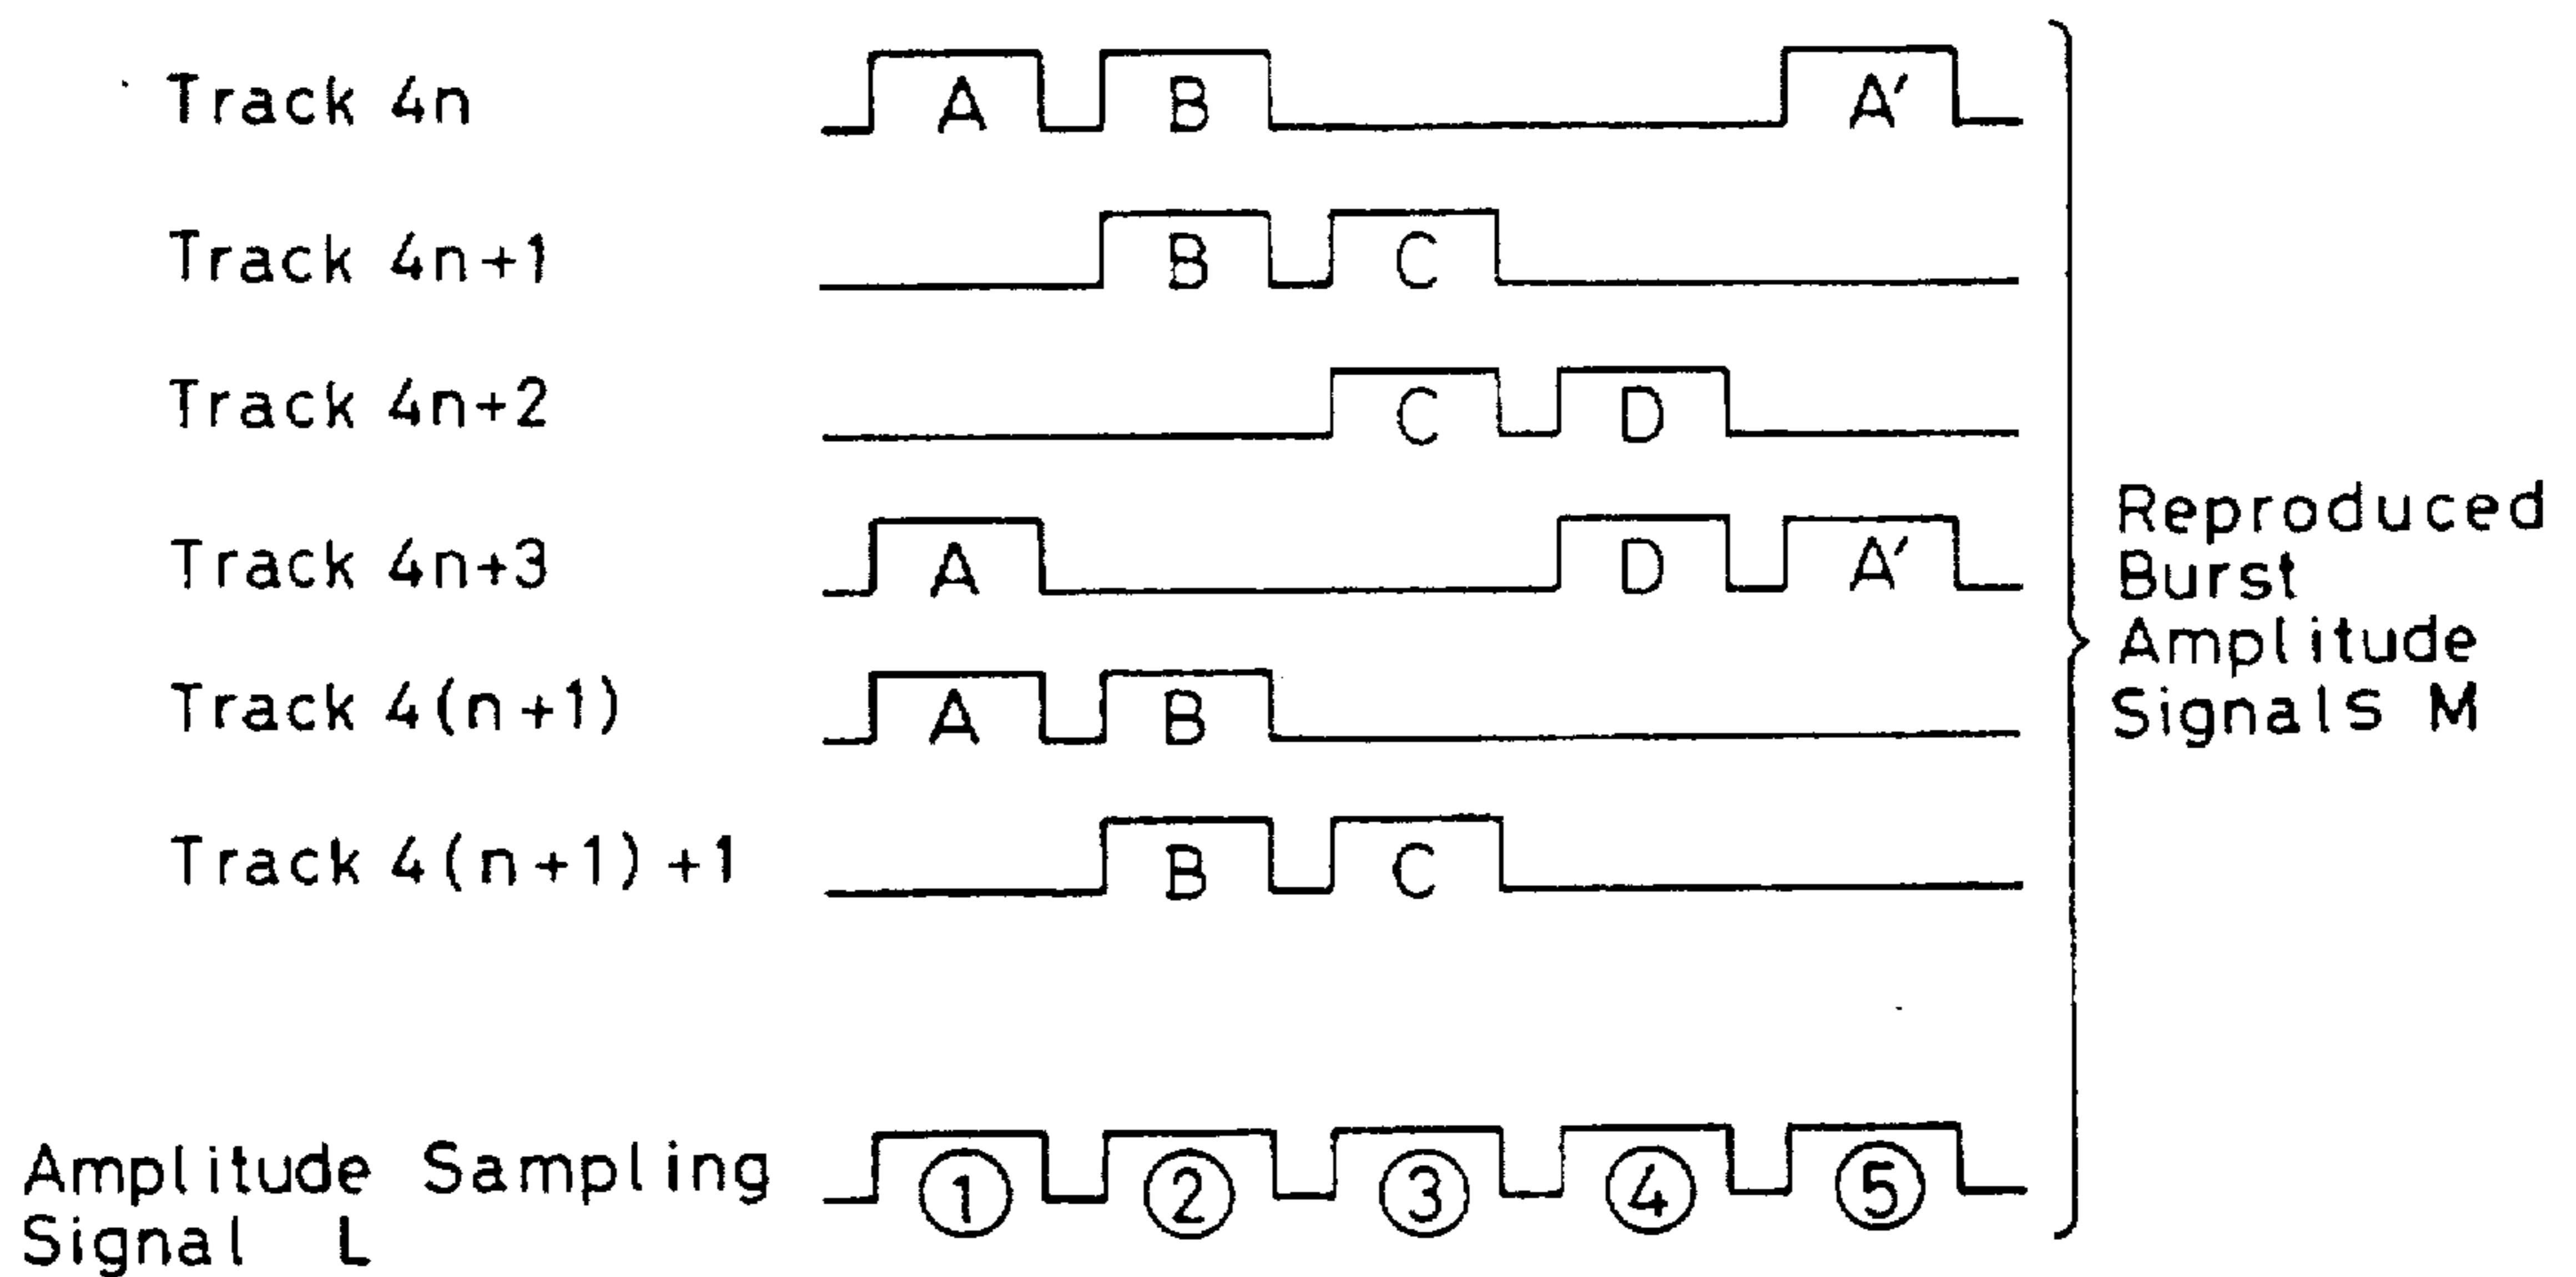 Track 4n A B A′
Track 4n+1 B C
Track 4n+2 C D
Track 4n+3 A D A′
Track 4(n+1) A B
Track 4(n+1)+1 B C
Reproduced
Burst
Amplitude
Signals M
Amplitude Sampling
Signal L
① ② ③ ④ ⑤